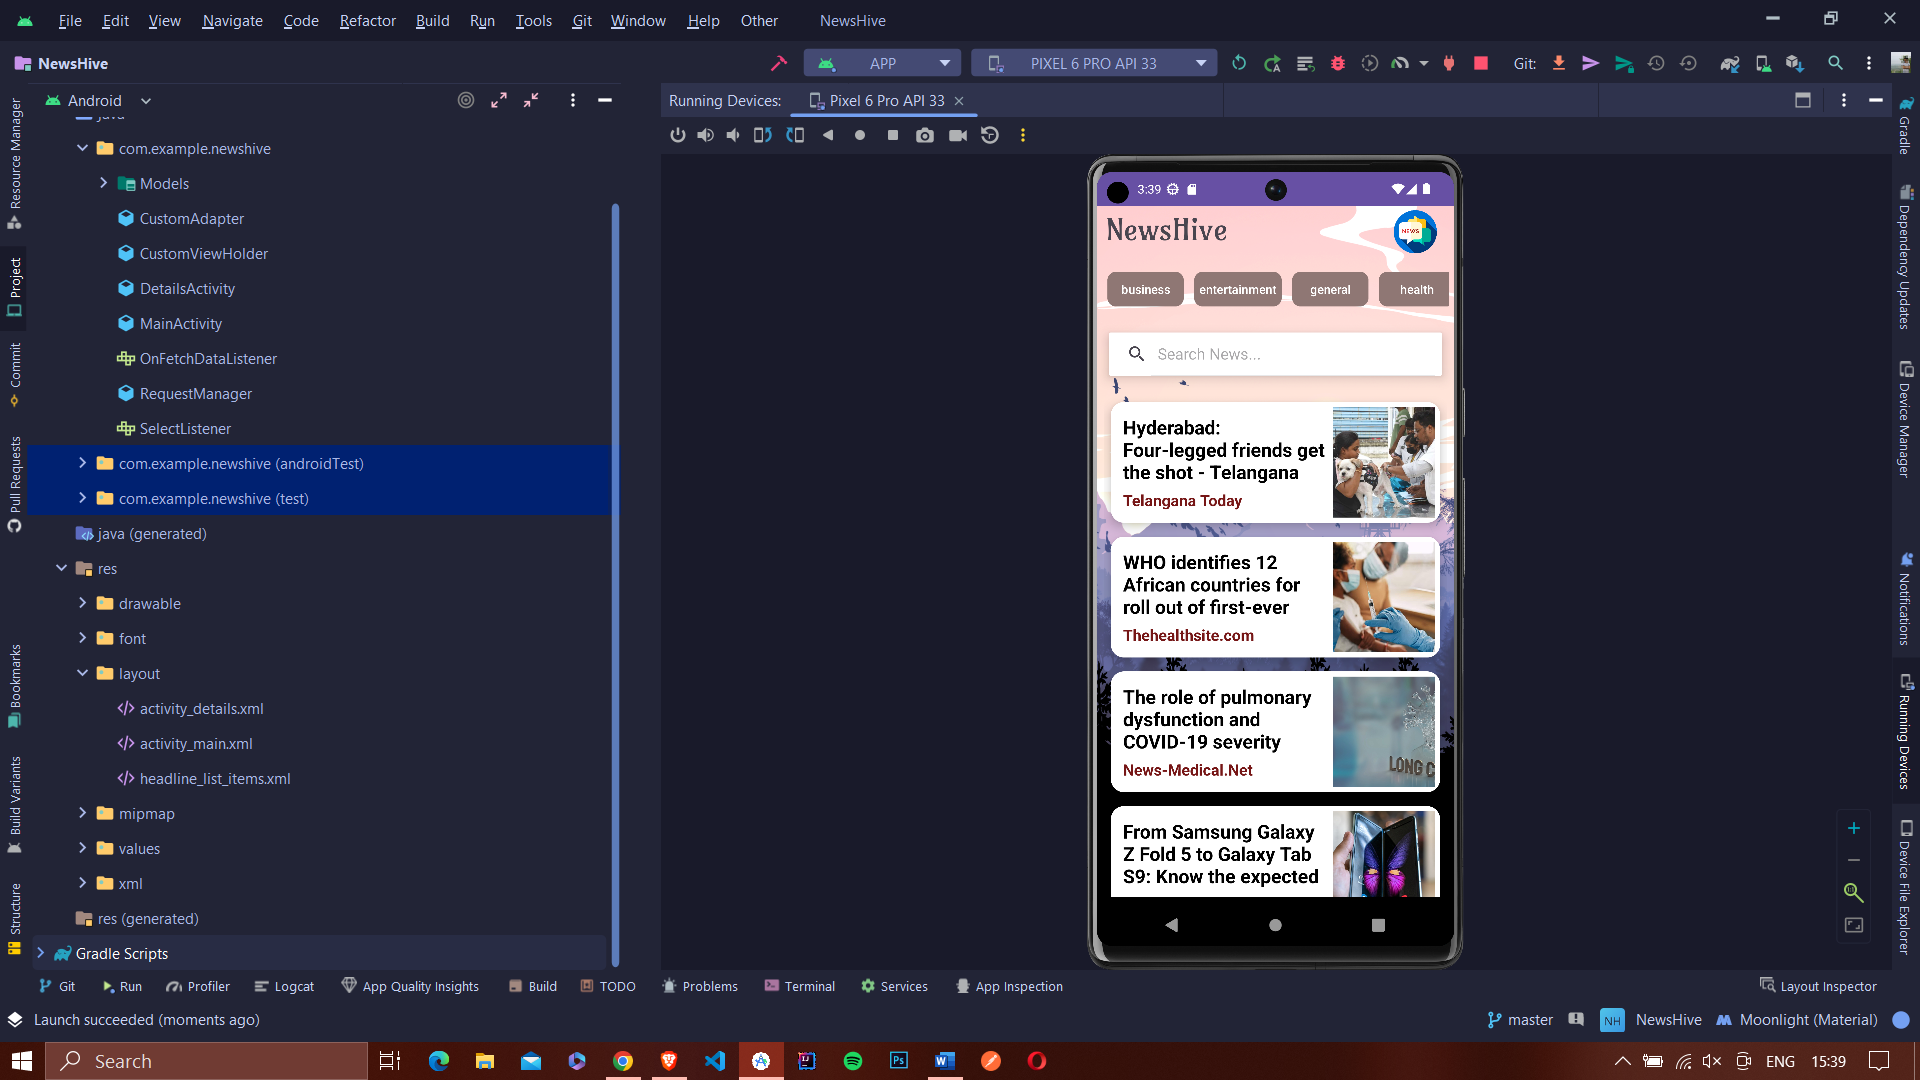 File Edit View Navigate Code Refactor Build Run Tools Git Window Help Other NewsHive
NewsHive
APP
PIXEL 6 PRO API 33
Git:
Android
Running Devices: Pixel 6 Pro API 33
com.example.newshive
Models
CustomAdapter
CustomViewHolder
DetailsActivity
MainActivity
OnFetchDataListener
RequestManager
SelectListener
com.example.newshive (androidTest)
com.example.newshive (test)
java (generated)
res
drawable
font
layout
activity_details.xml
activity_main.xml
headline_list_items.xml
mipmap
values
xml
res (generated)
Gradle Scripts
Resource Manager
Project
Commit
Pull Requests
Bookmarks
Build Variants
Structure
3:39
NewsHive
NEWS
business entertainment general health
Search News...
Hyderabad:
Four-legged friends get
the shot - Telangana
Telangana Today
WHO identifies 12
African countries for
roll out of first-ever
Thehealthsite.com
The role of pulmonary
dysfunction and
COVID-19 severity
News-Medical.Net
LONG C
From Samsung Galaxy
Z Fold 5 to Galaxy Tab
S9: Know the expected
Gradle
Dependency Updates
Device Manager
Notifications
Running Devices
Device File Explorer
Git Run Profiler Logcat App Quality Insights Build TODO Problems Terminal Services App Inspection Layout Inspector
Launch succeeded (moments ago)
master NH NewsHive Moonlight (Material)
Search
ENG 15:39